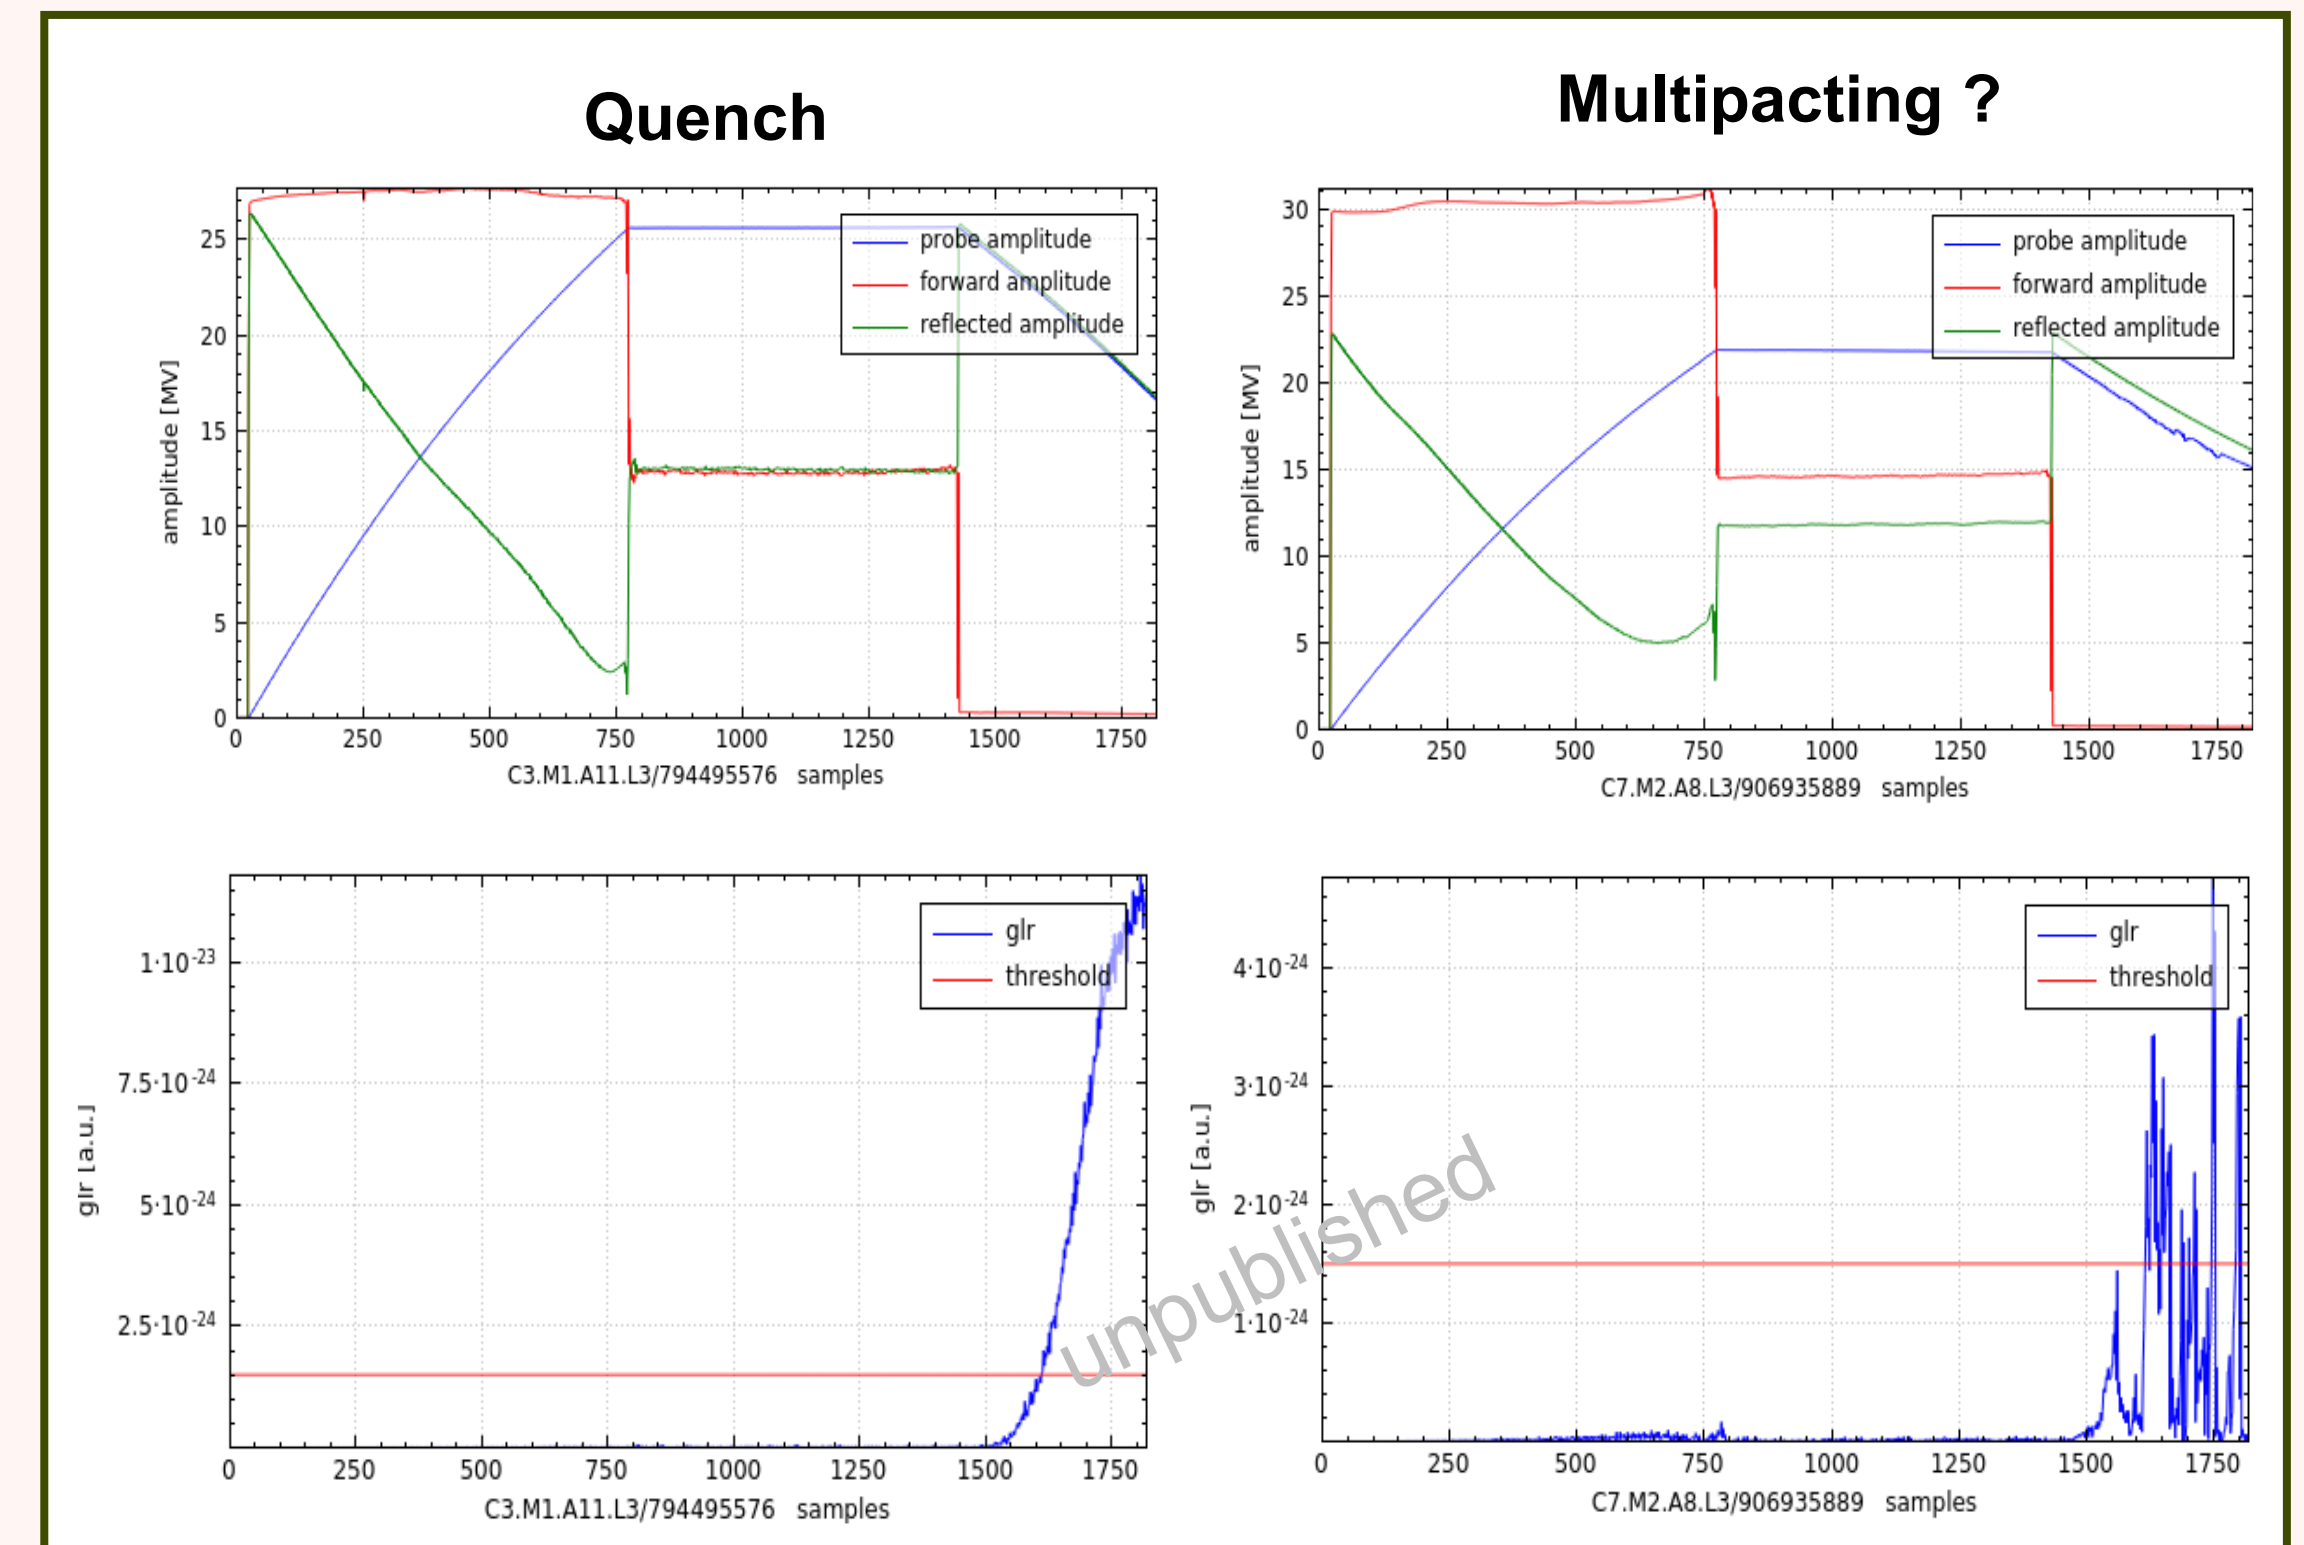 Quench
Multipacting ?
25
20
15
10
5
0
amplitude [MV]
probe amplitude
forward amplitude
reflected amplitude
0 250 500 750 1000 1250 1500 1750
C3.M1.A11.L3/794495576 samples
30
25
20
15
10
5
0
amplitude [MV]
probe amplitude
forward amplitude
reflected amplitude
0 250 500 750 1000 1250 1500 1750
C7.M2.A8.L3/906935889 samples
1·10⁻²³
7.5·10⁻²⁴
5·10⁻²⁴
2.5·10⁻²⁴
glr [a.u.]
glr
threshold
0 250 500 750 1000 1250 1500 1750
C3.M1.A11.L3/794495576 samples
4·10⁻²⁴
3·10⁻²⁴
2·10⁻²⁴
1·10⁻²⁴
glr [a.u.]
glr
threshold
0 250 500 750 1000 1250 1500 1750
C7.M2.A8.L3/906935889 samples
unpublished